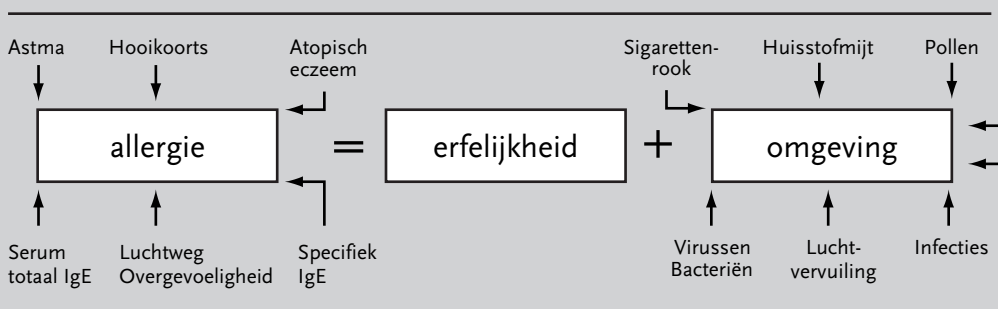 Astma
Hooikoorts
Atopisch
eczeem
Sigaretten-
rook
Huisstofmijt
Pollen
allergie = erfelijkheid + omgeving
Serum
totaal IgE
Luchtweg
Overgevoeligheid
Specifiek
IgE
Virussen
Bacteriën
Lucht-
vervuiling
Infecties